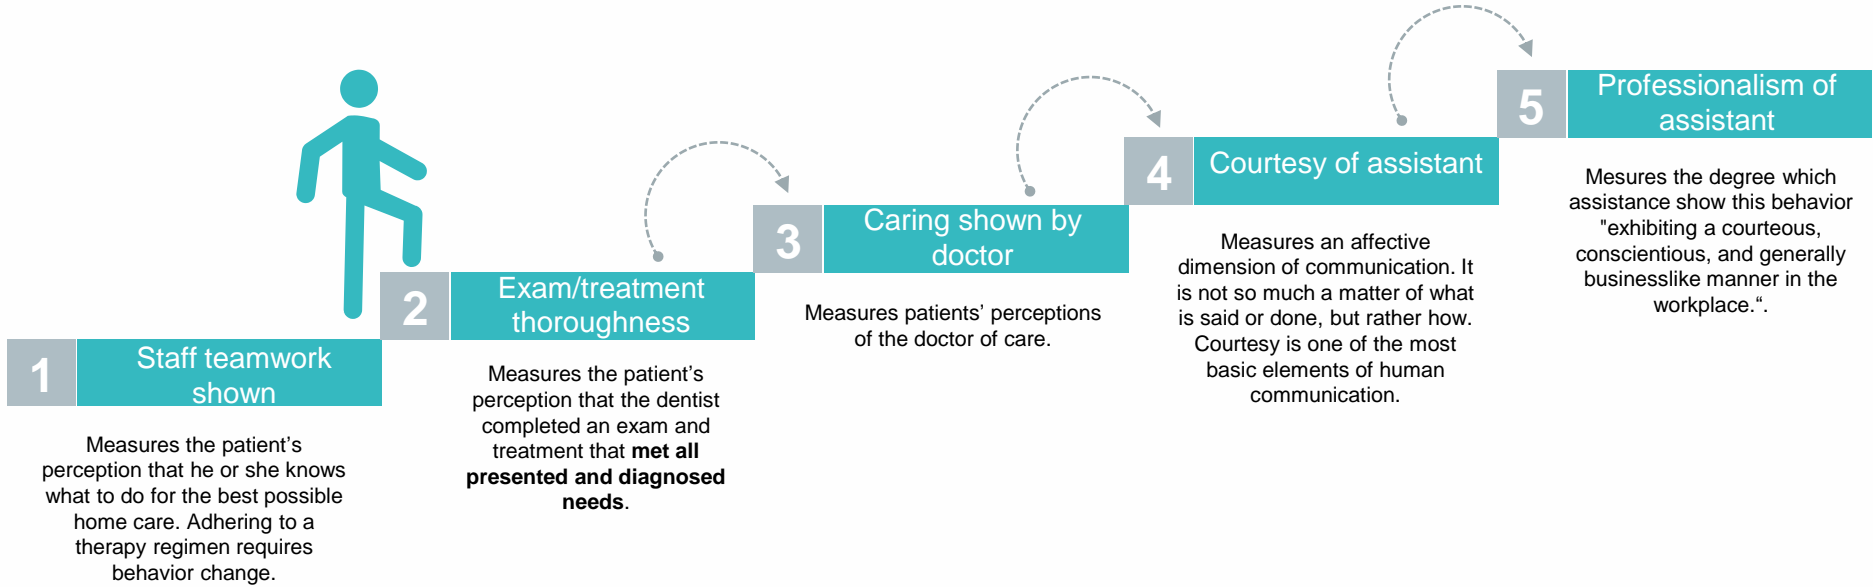 1
Staff teamwork
shown
Measures the patient's
perception that he or she knows
what to do for the best possible
home care. Adhering to a
therapy regimen requires
behavior change.
2
Exam/treatment
thoroughness
Measures the patient's
perception that the dentist
completed an exam and
treatment that met all
presented and diagnosed
needs.
3
Caring shown by
doctor
Measures patients' perceptions
of the doctor of care.
4
Courtesy of assistant
Measures an affective
dimension of communication. It
is not so much a matter of what
is said or done, but rather how.
Courtesy is one of the most
basic elements of human
communication.
5
Professionalism of
assistant
Mesures the degree which
assistance show this behavior
"exhibiting a courteous,
conscientious, and generally
businesslike manner in the
workplace.“.